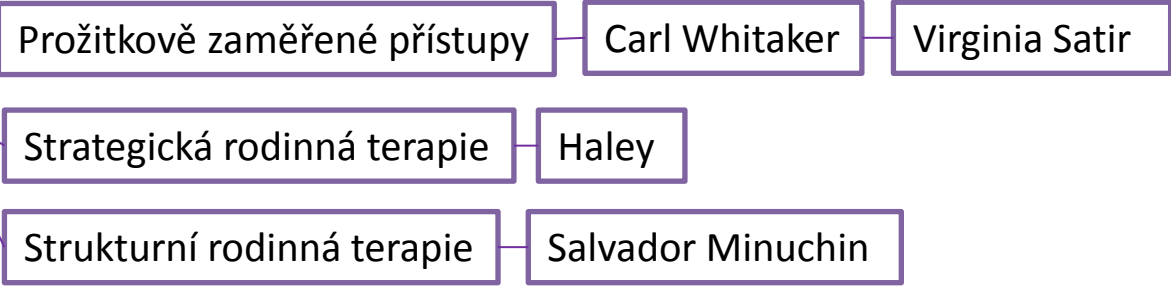 Prožitkově zaměřené přístupy Carl Whitaker Virginia Satir
Strategická rodinná terapie Haley
Strukturní rodinná terapie Salvador Minuchin